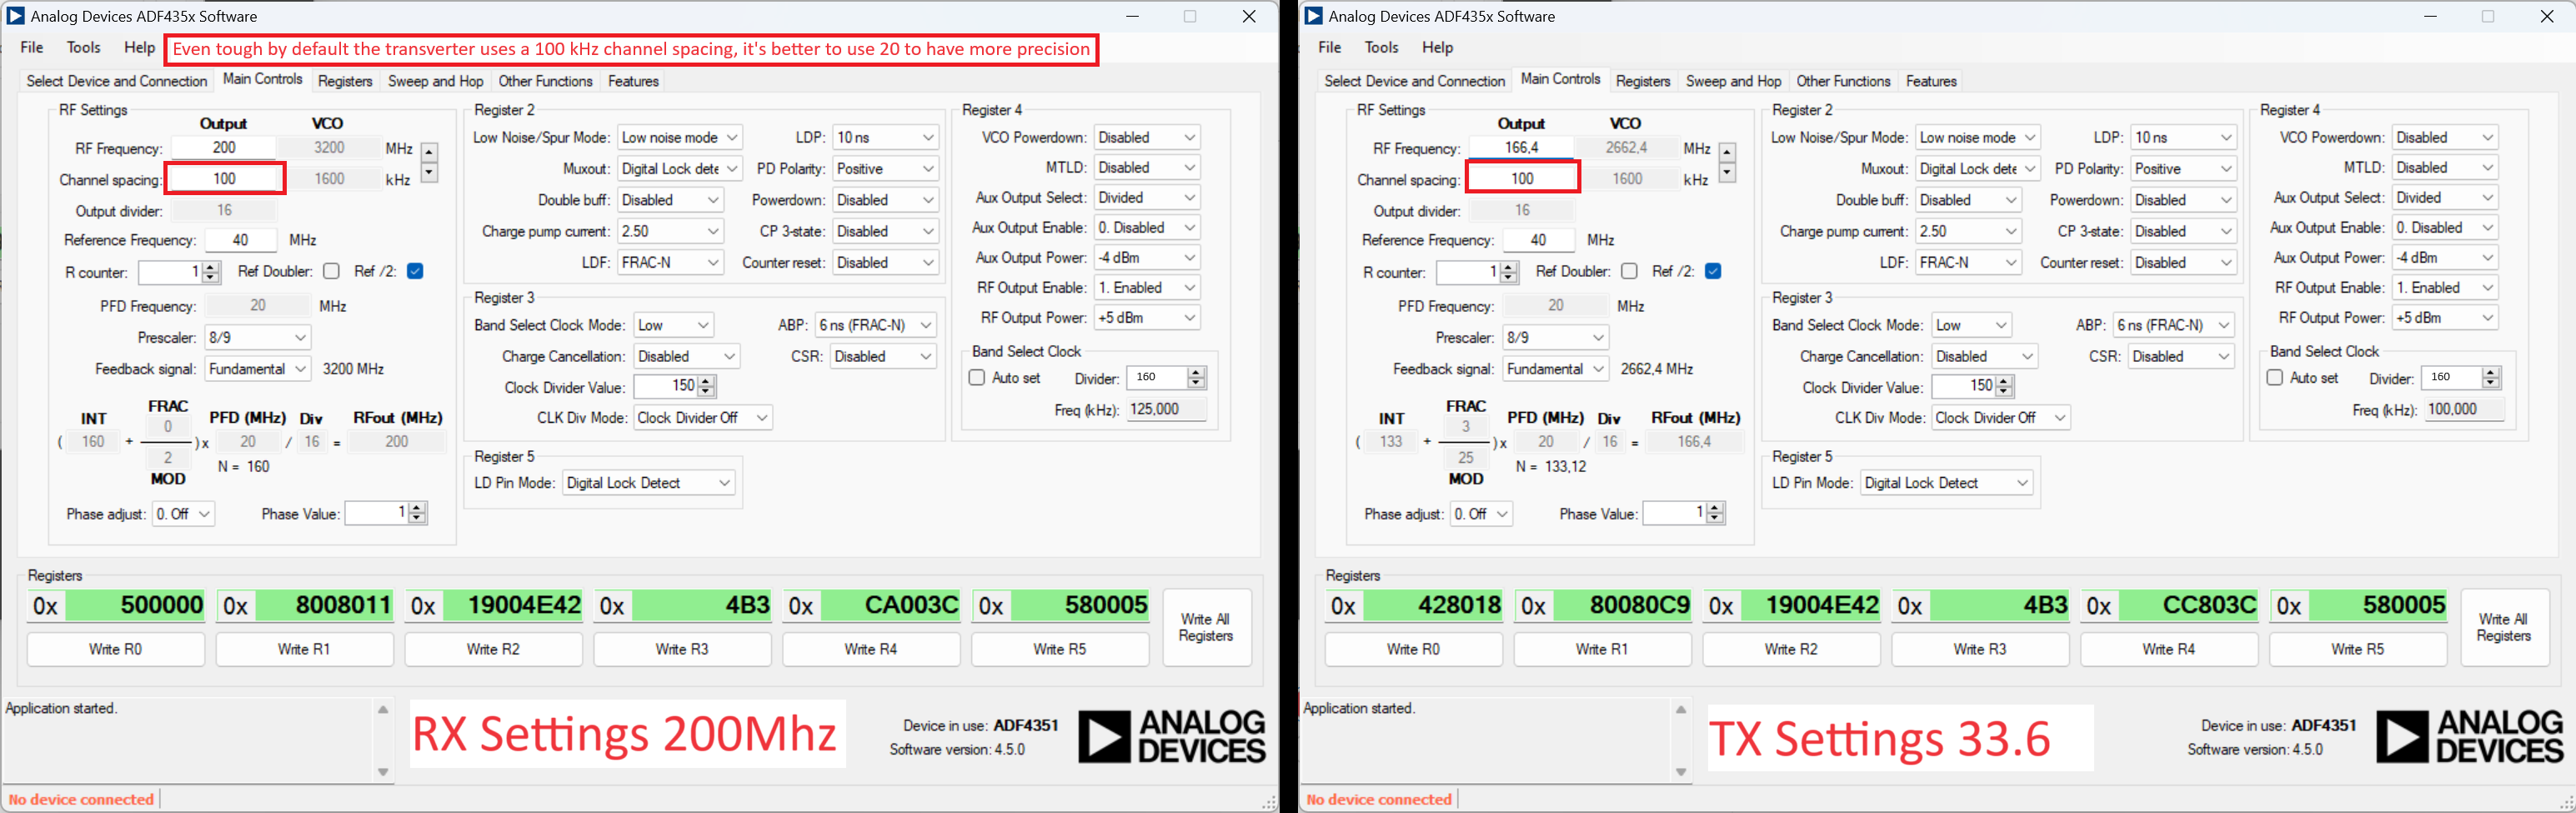 Analog Devices ADF435x Software
File Tools Help
Even tough by default the transverter uses a 100 kHz channel spacing, it's better to use 20 to have more precision
Select Device and Connection Main Controls Registers Sweep and Hop Other Functions Features
RF Settings
Output VCO
RF Frequency: 200 3200 MHz
Channel spacing: 100 1600 kHz
Output divider: 16
Reference Frequency: 40 MHz
R counter: 1 Ref Doubler: Ref /2:
PFD Frequency: 20 MHz
Prescaler: 8/9
Feedback signal: Fundamental 3200 MHz
INT FRAC PFD (MHz) Div RFout (MHz)
0
( 160 + )x 20 / 16 = 200
2
N = 160
MOD
Phase adjust: 0. Off Phase Value: 1
Register 2
Low Noise/Spur Mode: Low noise mode LDP: 10 ns
Muxout: Digital Lock dete PD Polarity: Positive
Double buff: Disabled Powerdown: Disabled
Charge pump current: 2.50 CP 3-state: Disabled
LDF: FRAC-N Counter reset: Disabled
Register 3
Band Select Clock Mode: Low ABP: 6 ns (FRAC-N)
Charge Cancellation: Disabled CSR: Disabled
Clock Divider Value: 150
CLK Div Mode: Clock Divider Off
Register 5
LD Pin Mode: Digital Lock Detect
Register 4
VCO Powerdown: Disabled
MTLD: Disabled
Aux Output Select: Divided
Aux Output Enable: 0. Disabled
Aux Output Power: -4 dBm
RF Output Enable: 1. Enabled
RF Output Power: +5 dBm
Band Select Clock
Auto set Divider: 160
Freq (kHz): 125,000
Registers
0x 500000 0x 8008011 0x 19004E42 0x 4B3 0x CA003C 0x 580005
Write R0 Write R1 Write R2 Write R3 Write R4 Write R5
Write All
Registers
Application started.
RX Settings 200Mhz
Device in use: ADF4351
Software version: 4.5.0
ANALOG
DEVICES
No device connected
Analog Devices ADF435x Software
File Tools Help
Select Device and Connection Main Controls Registers Sweep and Hop Other Functions Features
RF Settings
Output VCO
RF Frequency: 166,4 2662,4 MHz
Channel spacing: 100 1600 kHz
Output divider: 16
Reference Frequency: 40 MHz
R counter: 1 Ref Doubler: Ref /2:
PFD Frequency: 20 MHz
Prescaler: 8/9
Feedback signal: Fundamental 2662,4 MHz
INT FRAC PFD (MHz) Div RFout (MHz)
3
( 133 + )x 20 / 16 = 166,4
25
N = 133,12
MOD
Phase adjust: 0. Off Phase Value: 1
Register 2
Low Noise/Spur Mode: Low noise mode LDP: 10 ns
Muxout: Digital Lock dete PD Polarity: Positive
Double buff: Disabled Powerdown: Disabled
Charge pump current: 2.50 CP 3-state: Disabled
LDF: FRAC-N Counter reset: Disabled
Register 3
Band Select Clock Mode: Low ABP: 6 ns (FRAC-N)
Charge Cancellation: Disabled CSR: Disabled
Clock Divider Value: 150
CLK Div Mode: Clock Divider Off
Register 5
LD Pin Mode: Digital Lock Detect
Register 4
VCO Powerdown: Disabled
MTLD: Disabled
Aux Output Select: Divided
Aux Output Enable: 0. Disabled
Aux Output Power: -4 dBm
RF Output Enable: 1. Enabled
RF Output Power: +5 dBm
Band Select Clock
Auto set Divider: 160
Freq (kHz): 100,000
Registers
0x 428018 0x 80080C9 0x 19004E42 0x 4B3 0x CC803C 0x 580005
Write R0 Write R1 Write R2 Write R3 Write R4 Write R5
Write All
Registers
Application started.
TX Settings 33.6
Device in use: ADF4351
Software version: 4.5.0
ANALOG
DEVICES
No device connected